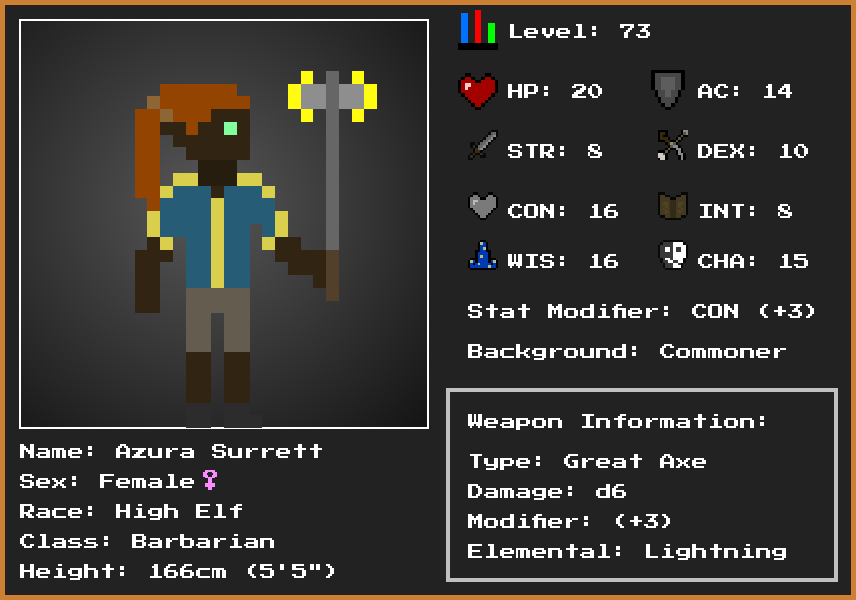 Level: 73
HP: 20 AC: 14
STR: 8 DEX: 10
CON: 16 INT: 8
WIS: 16 CHA: 15
Stat Modifier: CON (+3)
Background: Commoner
Weapon Information:
Type: Great Axe
Damage: d6
Modifier: (+3)
Elemental: Lightning
Name: Azura Surrett
Sex: Female♀
Race: High Elf
Class: Barbarian
Height: 166cm (5'5")